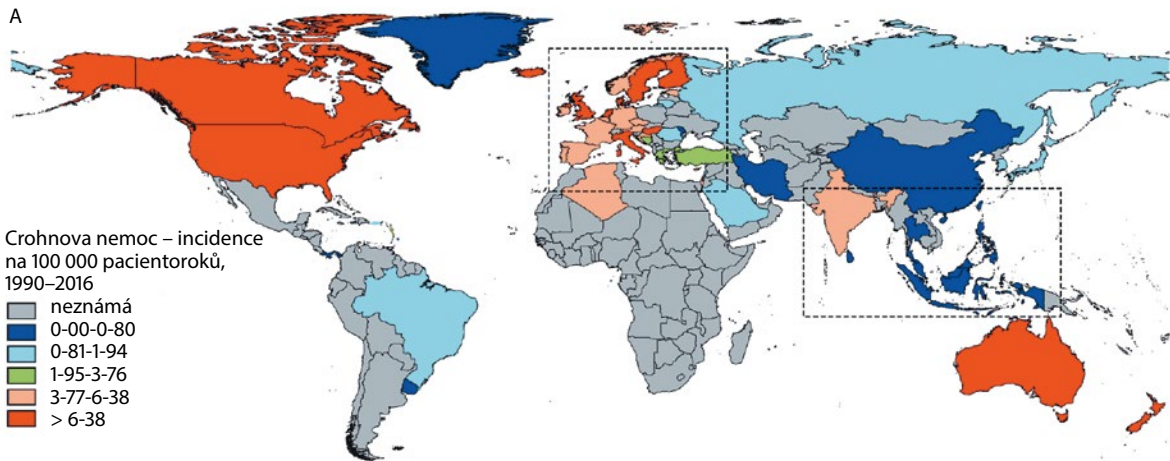 A
Crohnova nemoc – incidence
na 100 000 pacientoroků,
1990–2016
neznámá
0-00-0-80
0-81-1-94
1-95-3-76
3-77-6-38
> 6-38